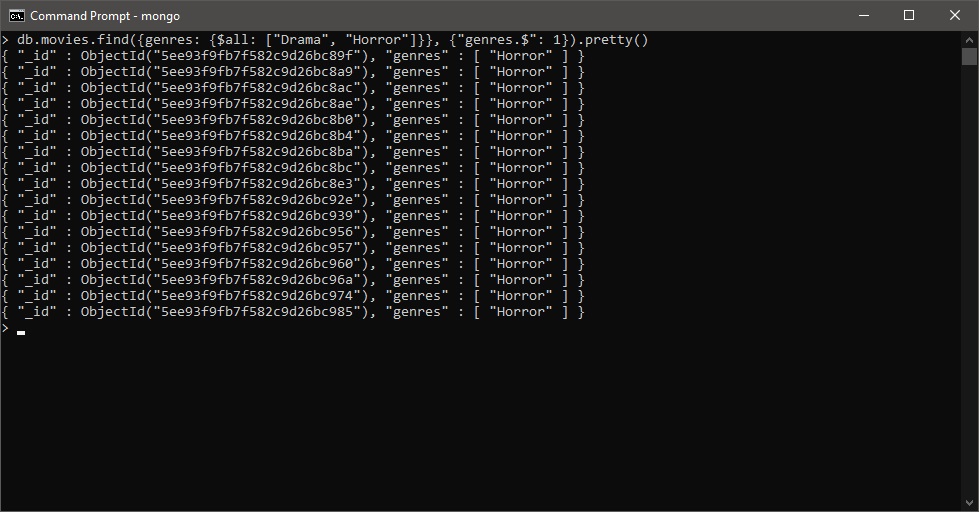 Command Prompt - mongo
> db.movies.find({genres: {$all: ["Drama", "Horror"]}}, {"genres.$": 1}).pretty()
{ "_id" : ObjectId("5ee93f9fb7f582c9d26bc89f"), "genres" : [ "Horror" ] }
{ "_id" : ObjectId("5ee93f9fb7f582c9d26bc8a9"), "genres" : [ "Horror" ] }
{ "_id" : ObjectId("5ee93f9fb7f582c9d26bc8ac"), "genres" : [ "Horror" ] }
{ "_id" : ObjectId("5ee93f9fb7f582c9d26bc8ae"), "genres" : [ "Horror" ] }
{ "_id" : ObjectId("5ee93f9fb7f582c9d26bc8b0"), "genres" : [ "Horror" ] }
{ "_id" : ObjectId("5ee93f9fb7f582c9d26bc8b4"), "genres" : [ "Horror" ] }
{ "_id" : ObjectId("5ee93f9fb7f582c9d26bc8ba"), "genres" : [ "Horror" ] }
{ "_id" : ObjectId("5ee93f9fb7f582c9d26bc8bc"), "genres" : [ "Horror" ] }
{ "_id" : ObjectId("5ee93f9fb7f582c9d26bc8e3"), "genres" : [ "Horror" ] }
{ "_id" : ObjectId("5ee93f9fb7f582c9d26bc92e"), "genres" : [ "Horror" ] }
{ "_id" : ObjectId("5ee93f9fb7f582c9d26bc939"), "genres" : [ "Horror" ] }
{ "_id" : ObjectId("5ee93f9fb7f582c9d26bc956"), "genres" : [ "Horror" ] }
{ "_id" : ObjectId("5ee93f9fb7f582c9d26bc957"), "genres" : [ "Horror" ] }
{ "_id" : ObjectId("5ee93f9fb7f582c9d26bc960"), "genres" : [ "Horror" ] }
{ "_id" : ObjectId("5ee93f9fb7f582c9d26bc96a"), "genres" : [ "Horror" ] }
{ "_id" : ObjectId("5ee93f9fb7f582c9d26bc974"), "genres" : [ "Horror" ] }
{ "_id" : ObjectId("5ee93f9fb7f582c9d26bc985"), "genres" : [ "Horror" ] }
>